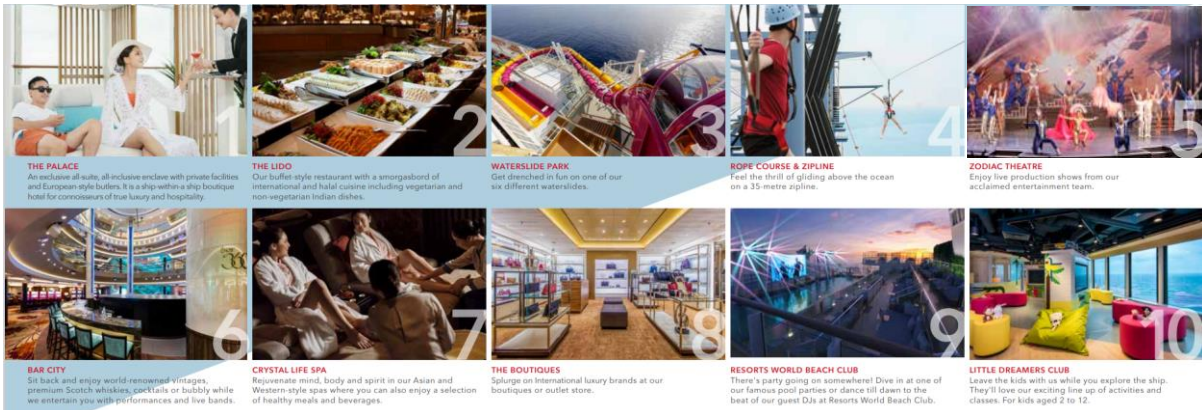 1
THE PALACE
An exclusive all-suite, all-inclusive enclave with private facilities
and European-style butlers. It is a ship-within a ship boutique
hotel for connoisseurs of true luxury and hospitality.
2
THE LIDO
Our buffet style restaurant with a smorgasbord of
international and halal cuisine including vegetarian and
non-vegetarian Indian dishes.
3
WATERSLIDE PARK
Get drenched in fun on one of our
six different waterslides.
4
ROPE COURSE & ZIPLINE
Feel the thrill of gliding above the ocean
on a 35-metre zipline.
5
ZODIAC THEATRE
Enjoy live production shows from our
acclaimed entertainment team.
6
BAR CITY
Sit back and enjoy world-renowned vintages,
premium Scotch whiskies, cocktails or bubbly while
we entertain you with performances and live bands.
7
CRYSTAL LIFE SPA
Rejuvenate mind, body and spirit in our Asian and
Western-style spas where you can also enjoy a selection
of healthy meals and beverages.
8
THE BOUTIQUES
Splurge on International luxury brands at our
boutiques or outlet store.
9
RESORTS WORLD BEACH CLUB
There's party going on somewhere! Dive in at one of
our famous pool parties or dance till dawn to the
beat of our guest DJs at Resorts World Beach Club.
10
LITTLE DREAMERS CLUB
Leave the kids with us while you explore the ship.
They'll love our exciting line up of activities and
classes. For kids aged 2 to 12.